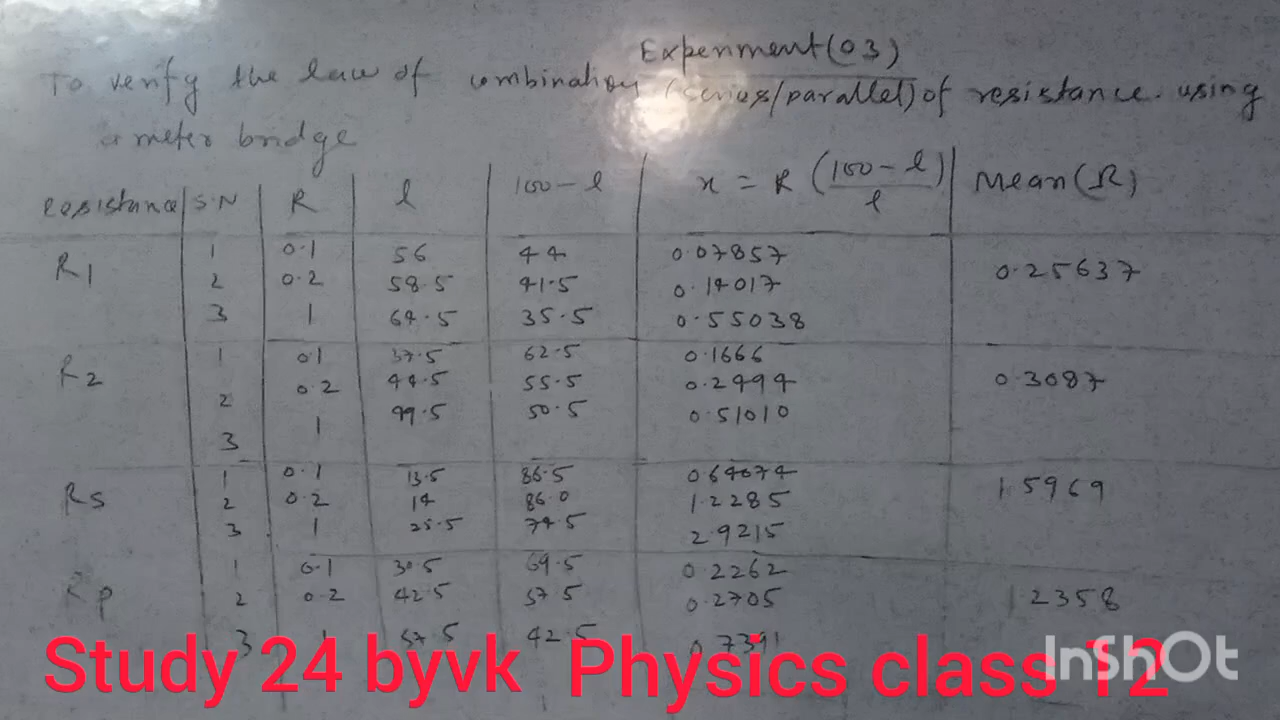 Experiment(03)
To verify the law of combination (series/parallel) of resistance. using
a meter bridge
resistance S.N R l 100-l x = R (100-l)/l Mean(Ω)
R1 1 0.1 56 44 0.07857 0.25637
2 0.2 58.5 41.5 0.14017
3 1 64.5 35.5 0.55038
R2 1 0.1 37.5 62.5 0.1666 0.3087
2 0.2 44.5 55.5 0.2494
3 1 49.5 50.5 0.51010
Rs 1 0.1 13.5 86.5 0.64074 1.5969
2 0.2 14 86.0 1.2285
3 1 25.5 74.5 2.9215
Rp 1 0.1 30.5 69.5 0.2262 1.2358
2 0.2 42.5 57.5 0.2705
3 1 57.5 42.5 0.7391
Study 24 byvk Physics class 12
InShOt